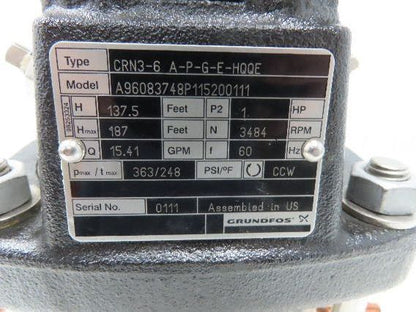 Type CRN3-6 A-P-G-E-HQQE
Model A96083748P115200111
H 137.5 Feet P2 1. HP
Hmax 187 Feet N 3484 RPM
Q 15.41 GPM f 60 Hz
pmax / tmax 363/248 PSI/°F CCW
Serial No. 0111 Assembled in US
GRUNDFOS